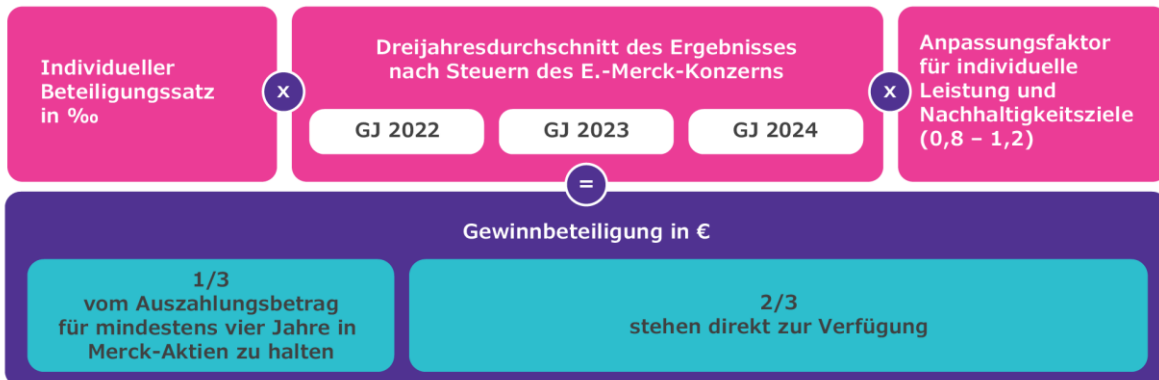 Individueller
Beteiligungssatz
in ‰
x
Dreijahresdurchschnitt des Ergebnisses
nach Steuern des E.-Merck-Konzerns
GJ 2022
GJ 2023
GJ 2024
x
Anpassungsfaktor
für individuelle
Leistung und
Nachhaltigkeitsziele
(0,8 – 1,2)
=
Gewinnbeteiligung in €
1/3
vom Auszahlungsbetrag
für mindestens vier Jahre in
Merck-Aktien zu halten
2/3
stehen direkt zur Verfügung